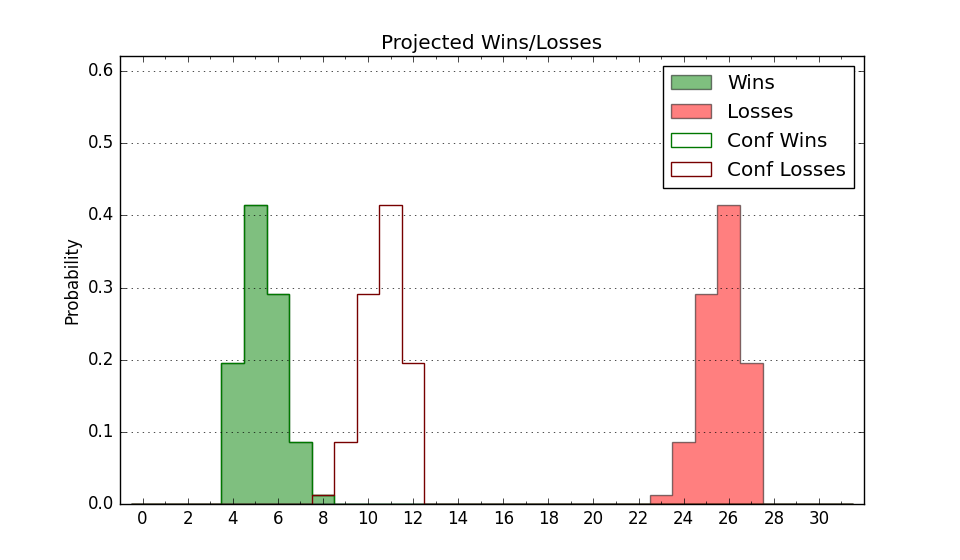 Projected Wins/Losses
Wins
Losses
Conf Wins
Conf Losses
Probability
0.6
0.5
0.4
0.3
0.2
0.1
0.0
0 2 4 6 8 10 12 14 16 18 20 22 24 26 28 30